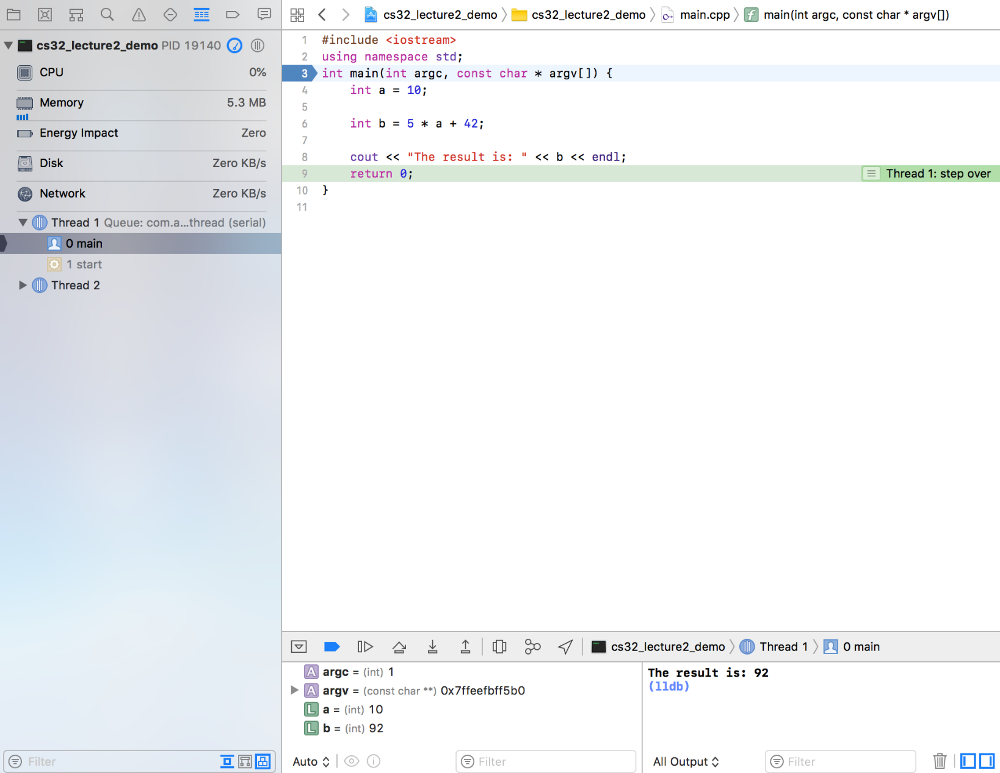 cs32_lecture2_demo PID 19140
CPU 0%
Memory 5.3 MB
Energy Impact Zero
Disk Zero KB/s
Network Zero KB/s
Thread 1 Queue: com.a...thread (serial)
0 main
1 start
Thread 2
Filter
cs32_lecture2_demo cs32_lecture2_demo main.cpp main(int argc, const char * argv[])
1 #include <iostream>
2 using namespace std;
3 int main(int argc, const char * argv[]) {
4 int a = 10;
5
6 int b = 5 * a + 42;
7
8 cout << "The result is: " << b << endl;
9 return 0; Thread 1: step over
10 }
11
cs32_lecture2_demo Thread 1 0 main
A argc = (int) 1
A argv = (const char **) 0x7ffeefbff5b0
L a = (int) 10
L b = (int) 92
Auto Filter
The result is: 92
(lldb)
All Output Filter